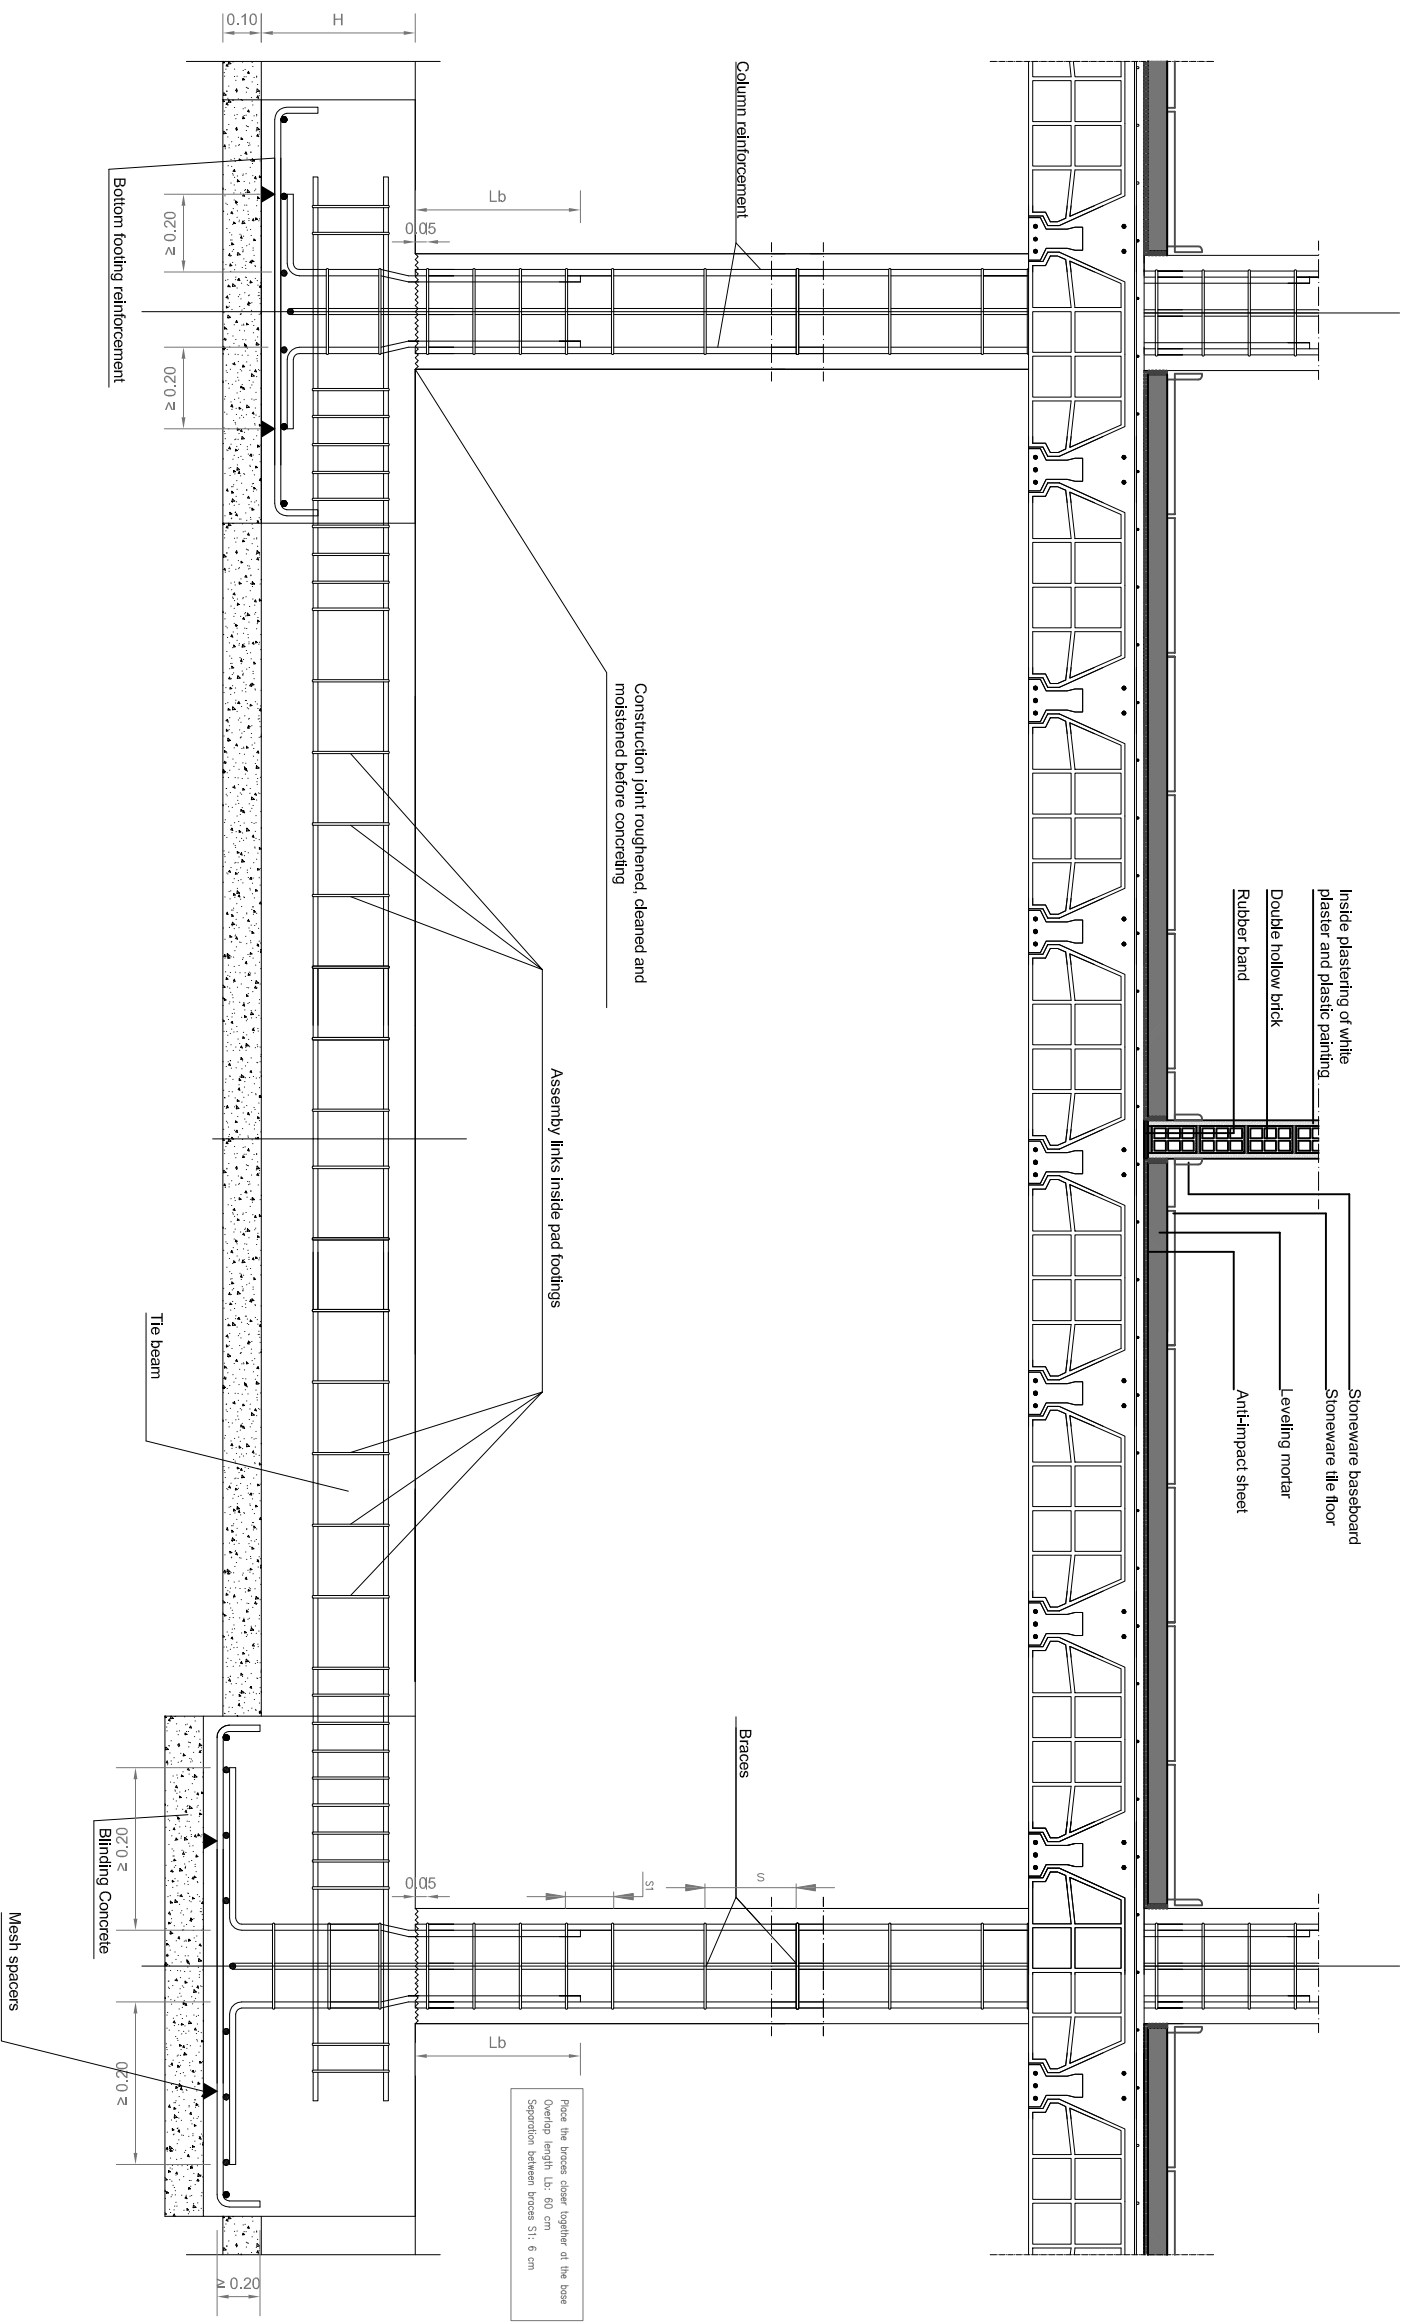 Inside plastering of white
plaster and plastic painting
Double hollow brick
Rubber band
Stoneware baseboard
Stoneware tile floor
Leveling mortar
Anti-impact sheet
Column reinforcement
Braces
S
S1
Construction joint roughened, cleaned and
moistened before concreting
Lb
Lb
Place the braces closer together at the base
Overlap length Lb: 60 cm
Separation between braces S1: 6 cm
Assemby links inside pad footings
0.05
0.05
H
0.10
≥ 0.20
≥ 0.20
≥ 0.20
≥ 0.20
≥ 0.20
Tie beam
Bottom footing reinforcement
Blinding Concrete
Mesh spacers